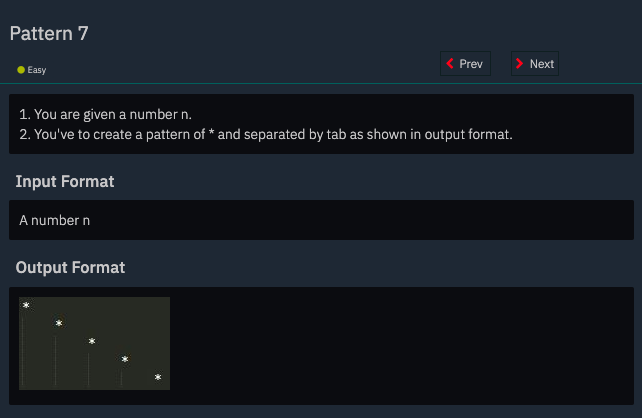 Pattern 7
Easy
Prev
Next
1. You are given a number n.
2. You've to create a pattern of * and separated by tab as shown in output format.
Input Format
A number n
Output Format
*
*
*
*
*